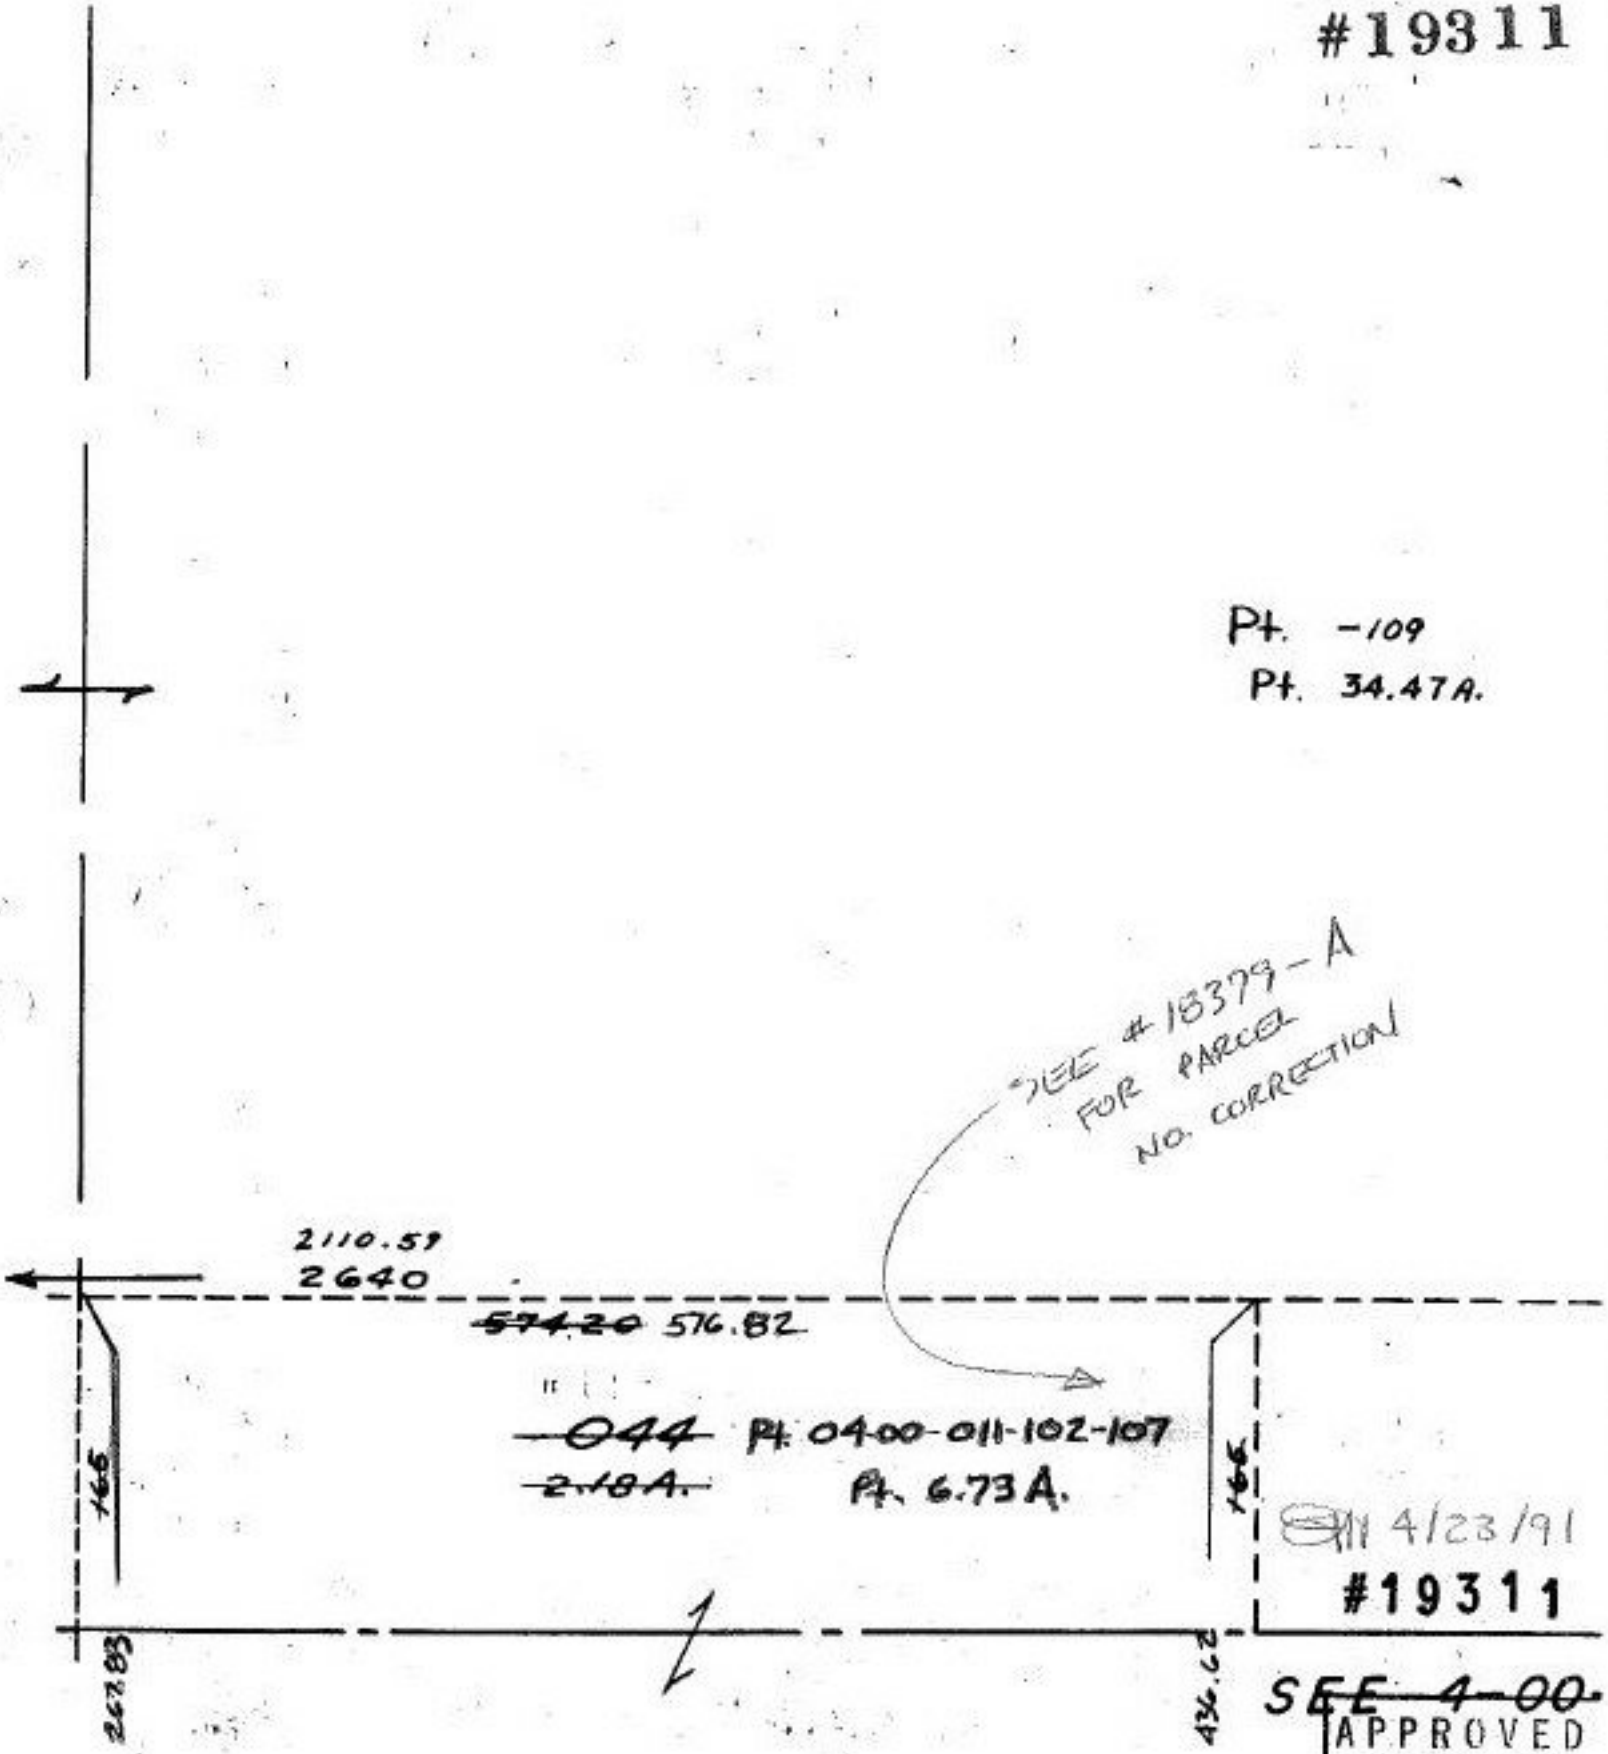 #19311
Pt. -109
Pt. 34.47A.
SEE #18379-A
FOR PARCEL
NO. CORRECTION
2110.59
2640
574.20 576.82
044 Pt. 0400-011-102-107
2.18A. Pt. 6.73A.
165
165
4/23/91
#19311
267.83
436.62
SEE 4-00
APPROVED